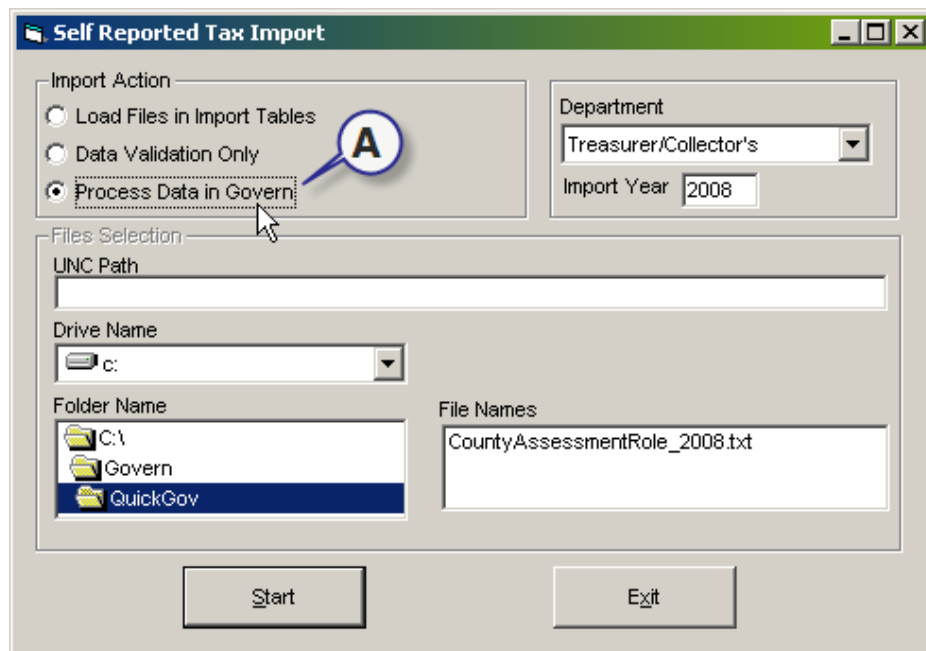 Self Reported Tax Import
Import Action
Load Files in Import Tables
Data Validation Only
Process Data in Govern
A
Department
Treasurer/Collector's
Import Year 2008
Files Selection
UNC Path
Drive Name
c:
Folder Name
C:\
Govern
QuickGov
File Names
CountyAssessmentRole_2008.txt
Start
Exit